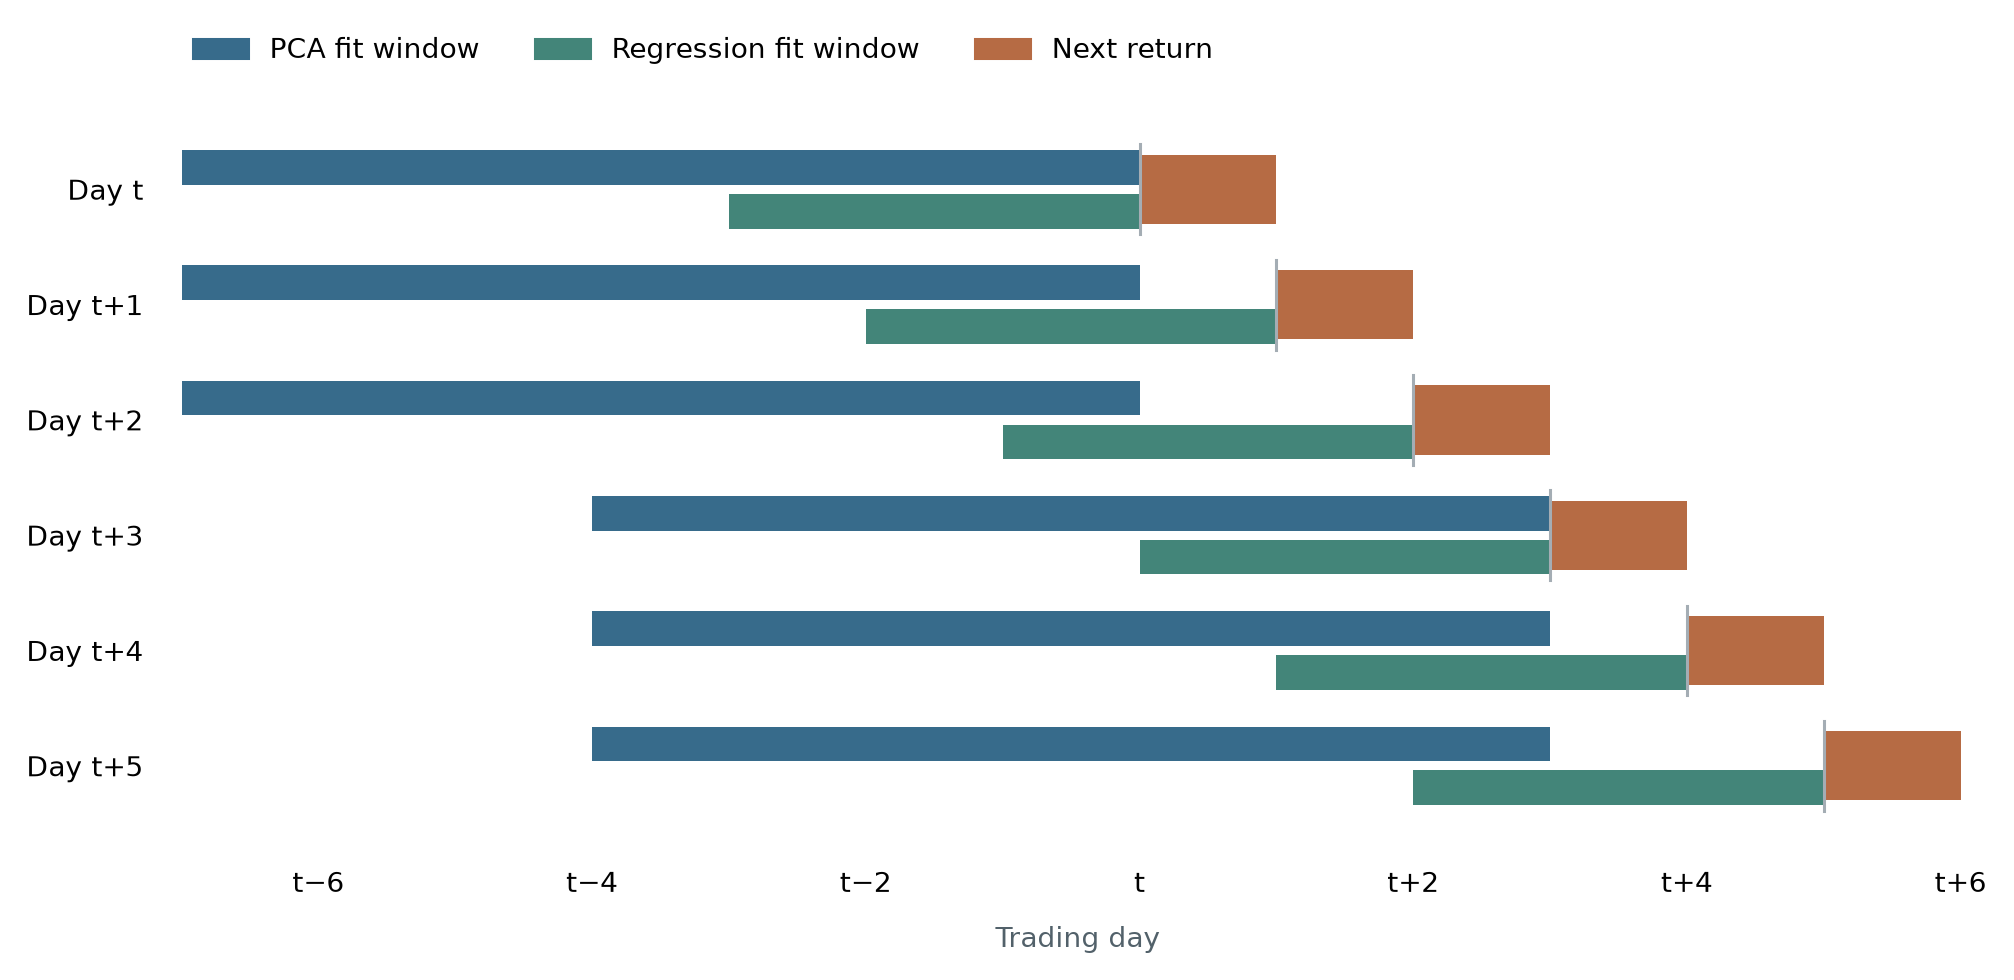 PCA fit window Regression fit window Next return
Day t
Day t+1
Day t+2
Day t+3
Day t+4
Day t+5
t−6 t−4 t−2 t t+2 t+4 t+6
Trading day